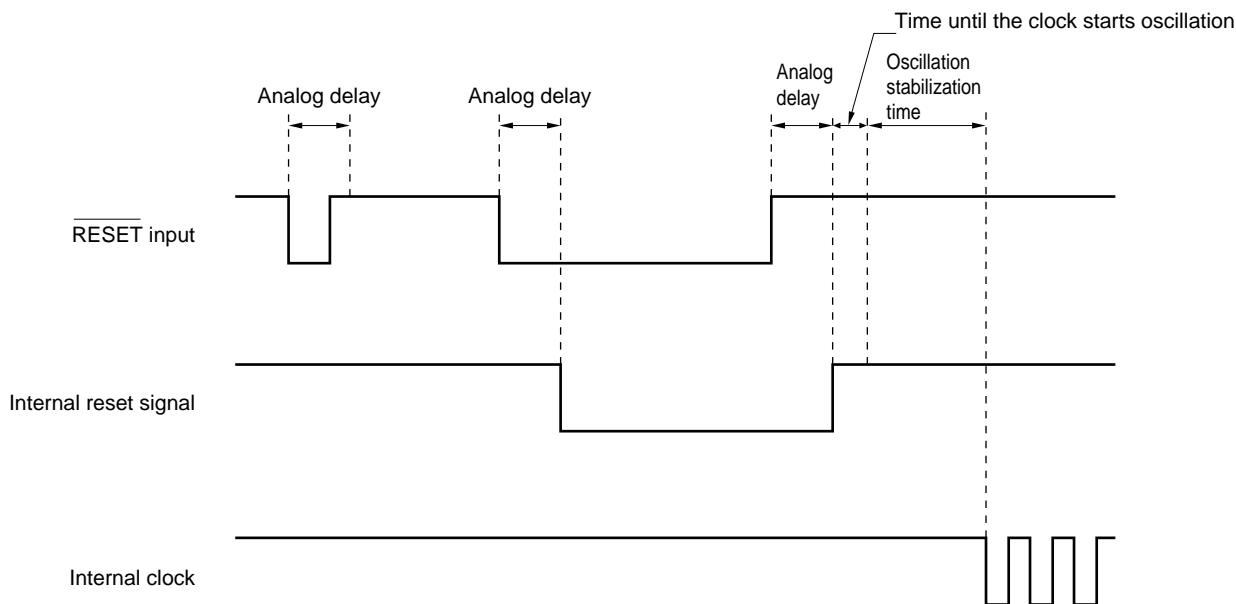 Time until the clock starts oscillation
Analog delay
Analog delay
Analog
delay
Oscillation
stabilization
time
RESET input
Internal reset signal
Internal clock